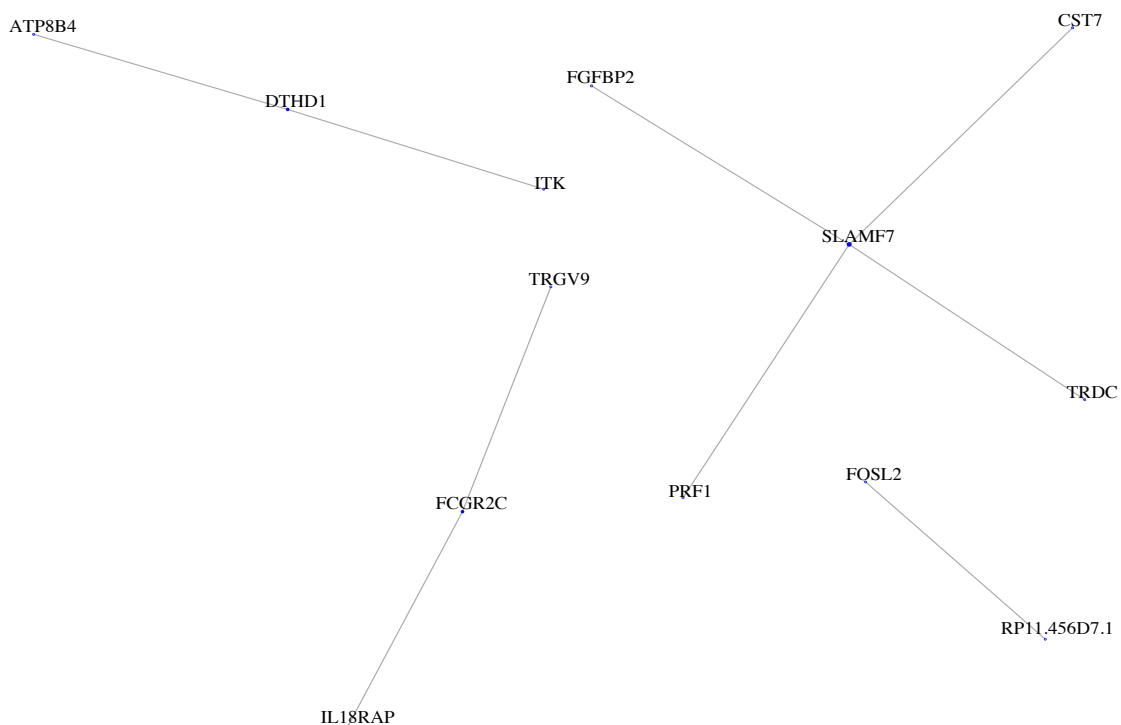 ATP8B4
CST7
FGFBP2
DTHD1
ITK
SLAMF7
TRGV9
TRDC
FOSL2
PRF1
FCGR2C
RP11.456D7.1
IL18RAP